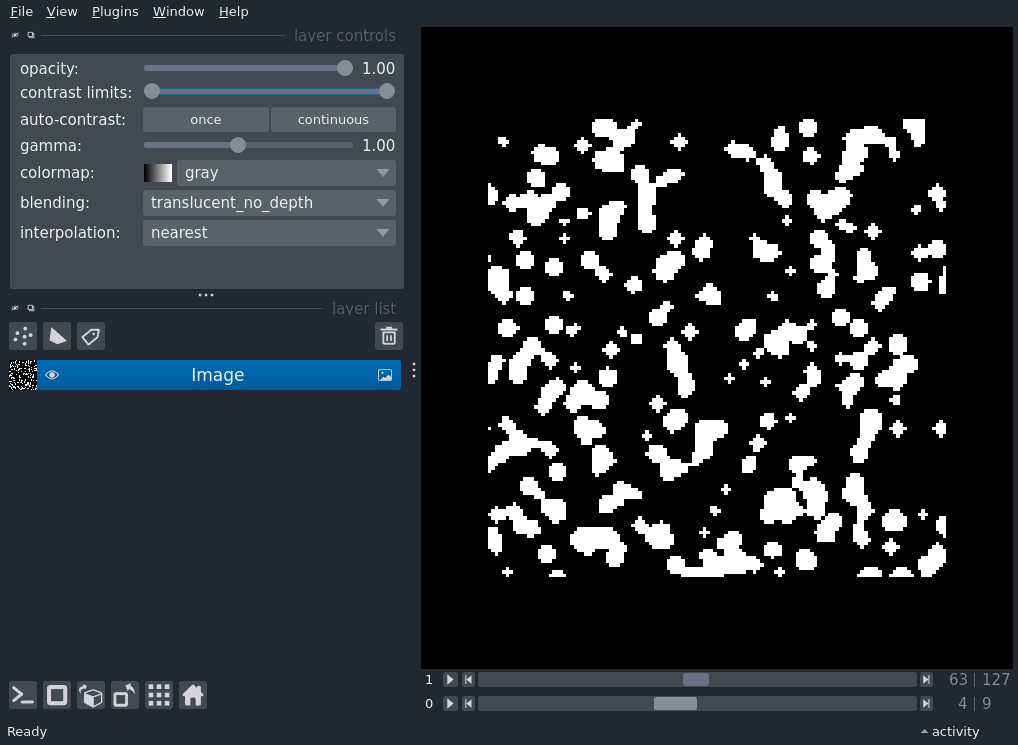 File View Plugins Window Help
layer controls
opacity: 1.00
contrast limits:
auto-contrast: once continuous
gamma: 1.00
colormap: gray
blending: translucent_no_depth
interpolation: nearest
layer list
Image
1 63 127
0 4 9
Ready activity